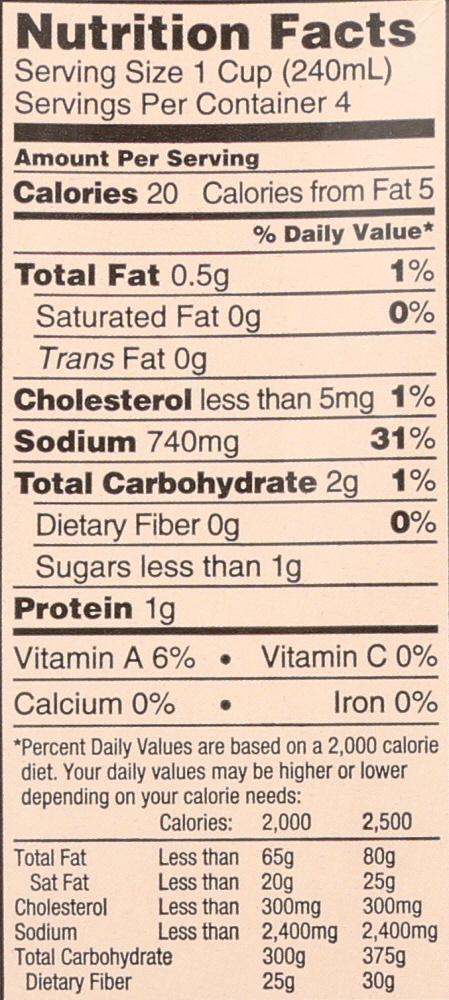 Nutrition Facts
Serving Size 1 Cup (240mL)
Servings Per Container 4
Amount Per Serving
Calories 20 Calories from Fat 5
% Daily Value*
Total Fat 0.5g 1%
Saturated Fat 0g 0%
Trans Fat 0g
Cholesterol less than 5mg 1%
Sodium 740mg 31%
Total Carbohydrate 2g 1%
Dietary Fiber 0g 0%
Sugars less than 1g
Protein 1g
Vitamin A 6% • Vitamin C 0%
Calcium 0% • Iron 0%
*Percent Daily Values are based on a 2,000 calorie
diet. Your daily values may be higher or lower
depending on your calorie needs:
Calories: 2,000 2,500
Total Fat Less than 65g 80g
Sat Fat Less than 20g 25g
Cholesterol Less than 300mg 300mg
Sodium Less than 2,400mg 2,400mg
Total Carbohydrate 300g 375g
Dietary Fiber 25g 30g